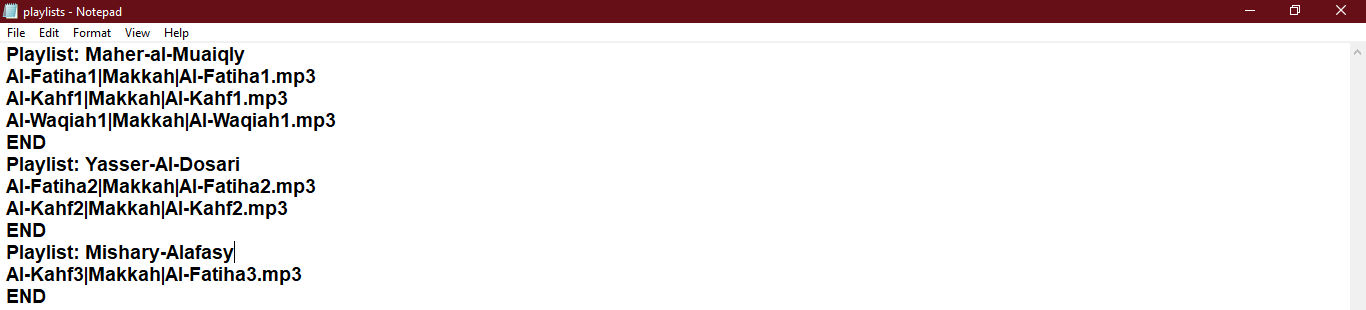 playlists - Notepad
File Edit Format View Help
Playlist: Maher-al-Muaiqly
Al-Fatiha1|Makkah|Al-Fatiha1.mp3
Al-Kahf1|Makkah|Al-Kahf1.mp3
Al-Waqiah1|Makkah|Al-Waqiah1.mp3
END
Playlist: Yasser-Al-Dosari
Al-Fatiha2|Makkah|Al-Fatiha2.mp3
Al-Kahf2|Makkah|Al-Kahf2.mp3
END
Playlist: Mishary-Alafasy
Al-Kahf3|Makkah|Al-Fatiha3.mp3
END